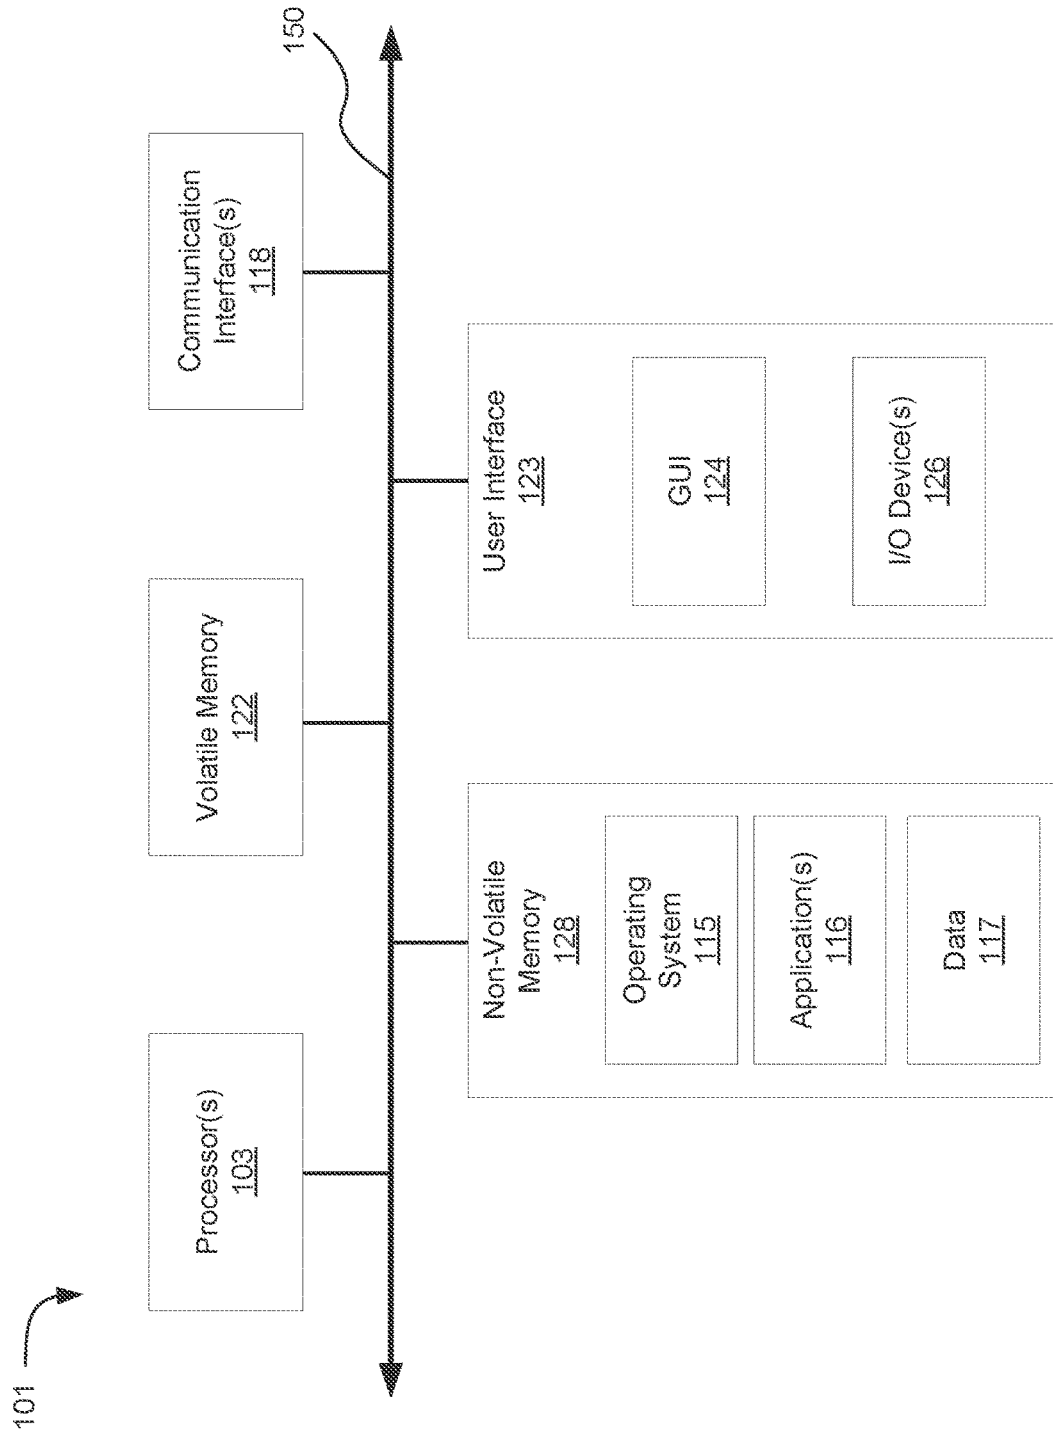 101
Processor(s)
103
Volatile Memory
122
Communication
Interface(s)
118
150
Non-Volatile
Memory
128
Operating
System
115
Application(s)
116
Data
117
User Interface
123
GUI
124
I/O Device(s)
126